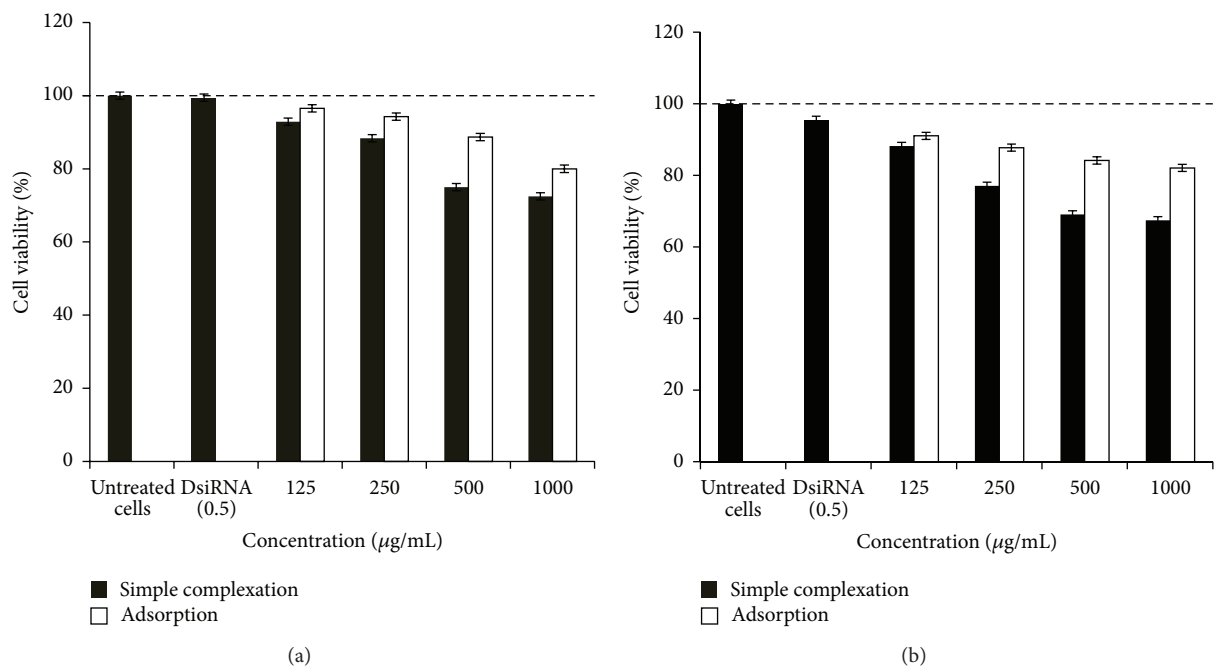 120
100
80
60
40
20
0
Cell viability (%)
Untreated cells
DsiRNA (0.5)
125
250
500
1000
Concentration (μg/mL)
Simple complexation
Adsorption
(a)
120
100
80
60
40
20
0
Cell viability (%)
Untreated cells
DsiRNA (0.5)
125
250
500
1000
Concentration (μg/mL)
Simple complexation
Adsorption
(b)